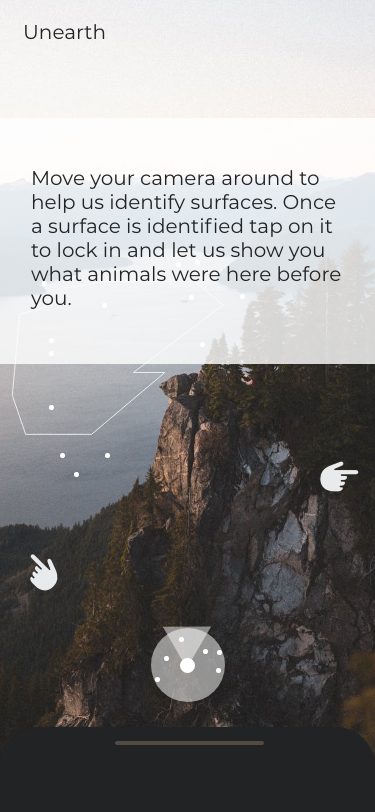 Unearth
Move your camera around to
help us identify surfaces. Once
a surface is identified tap on it
to lock in and let us show you
what animals were here before
you.